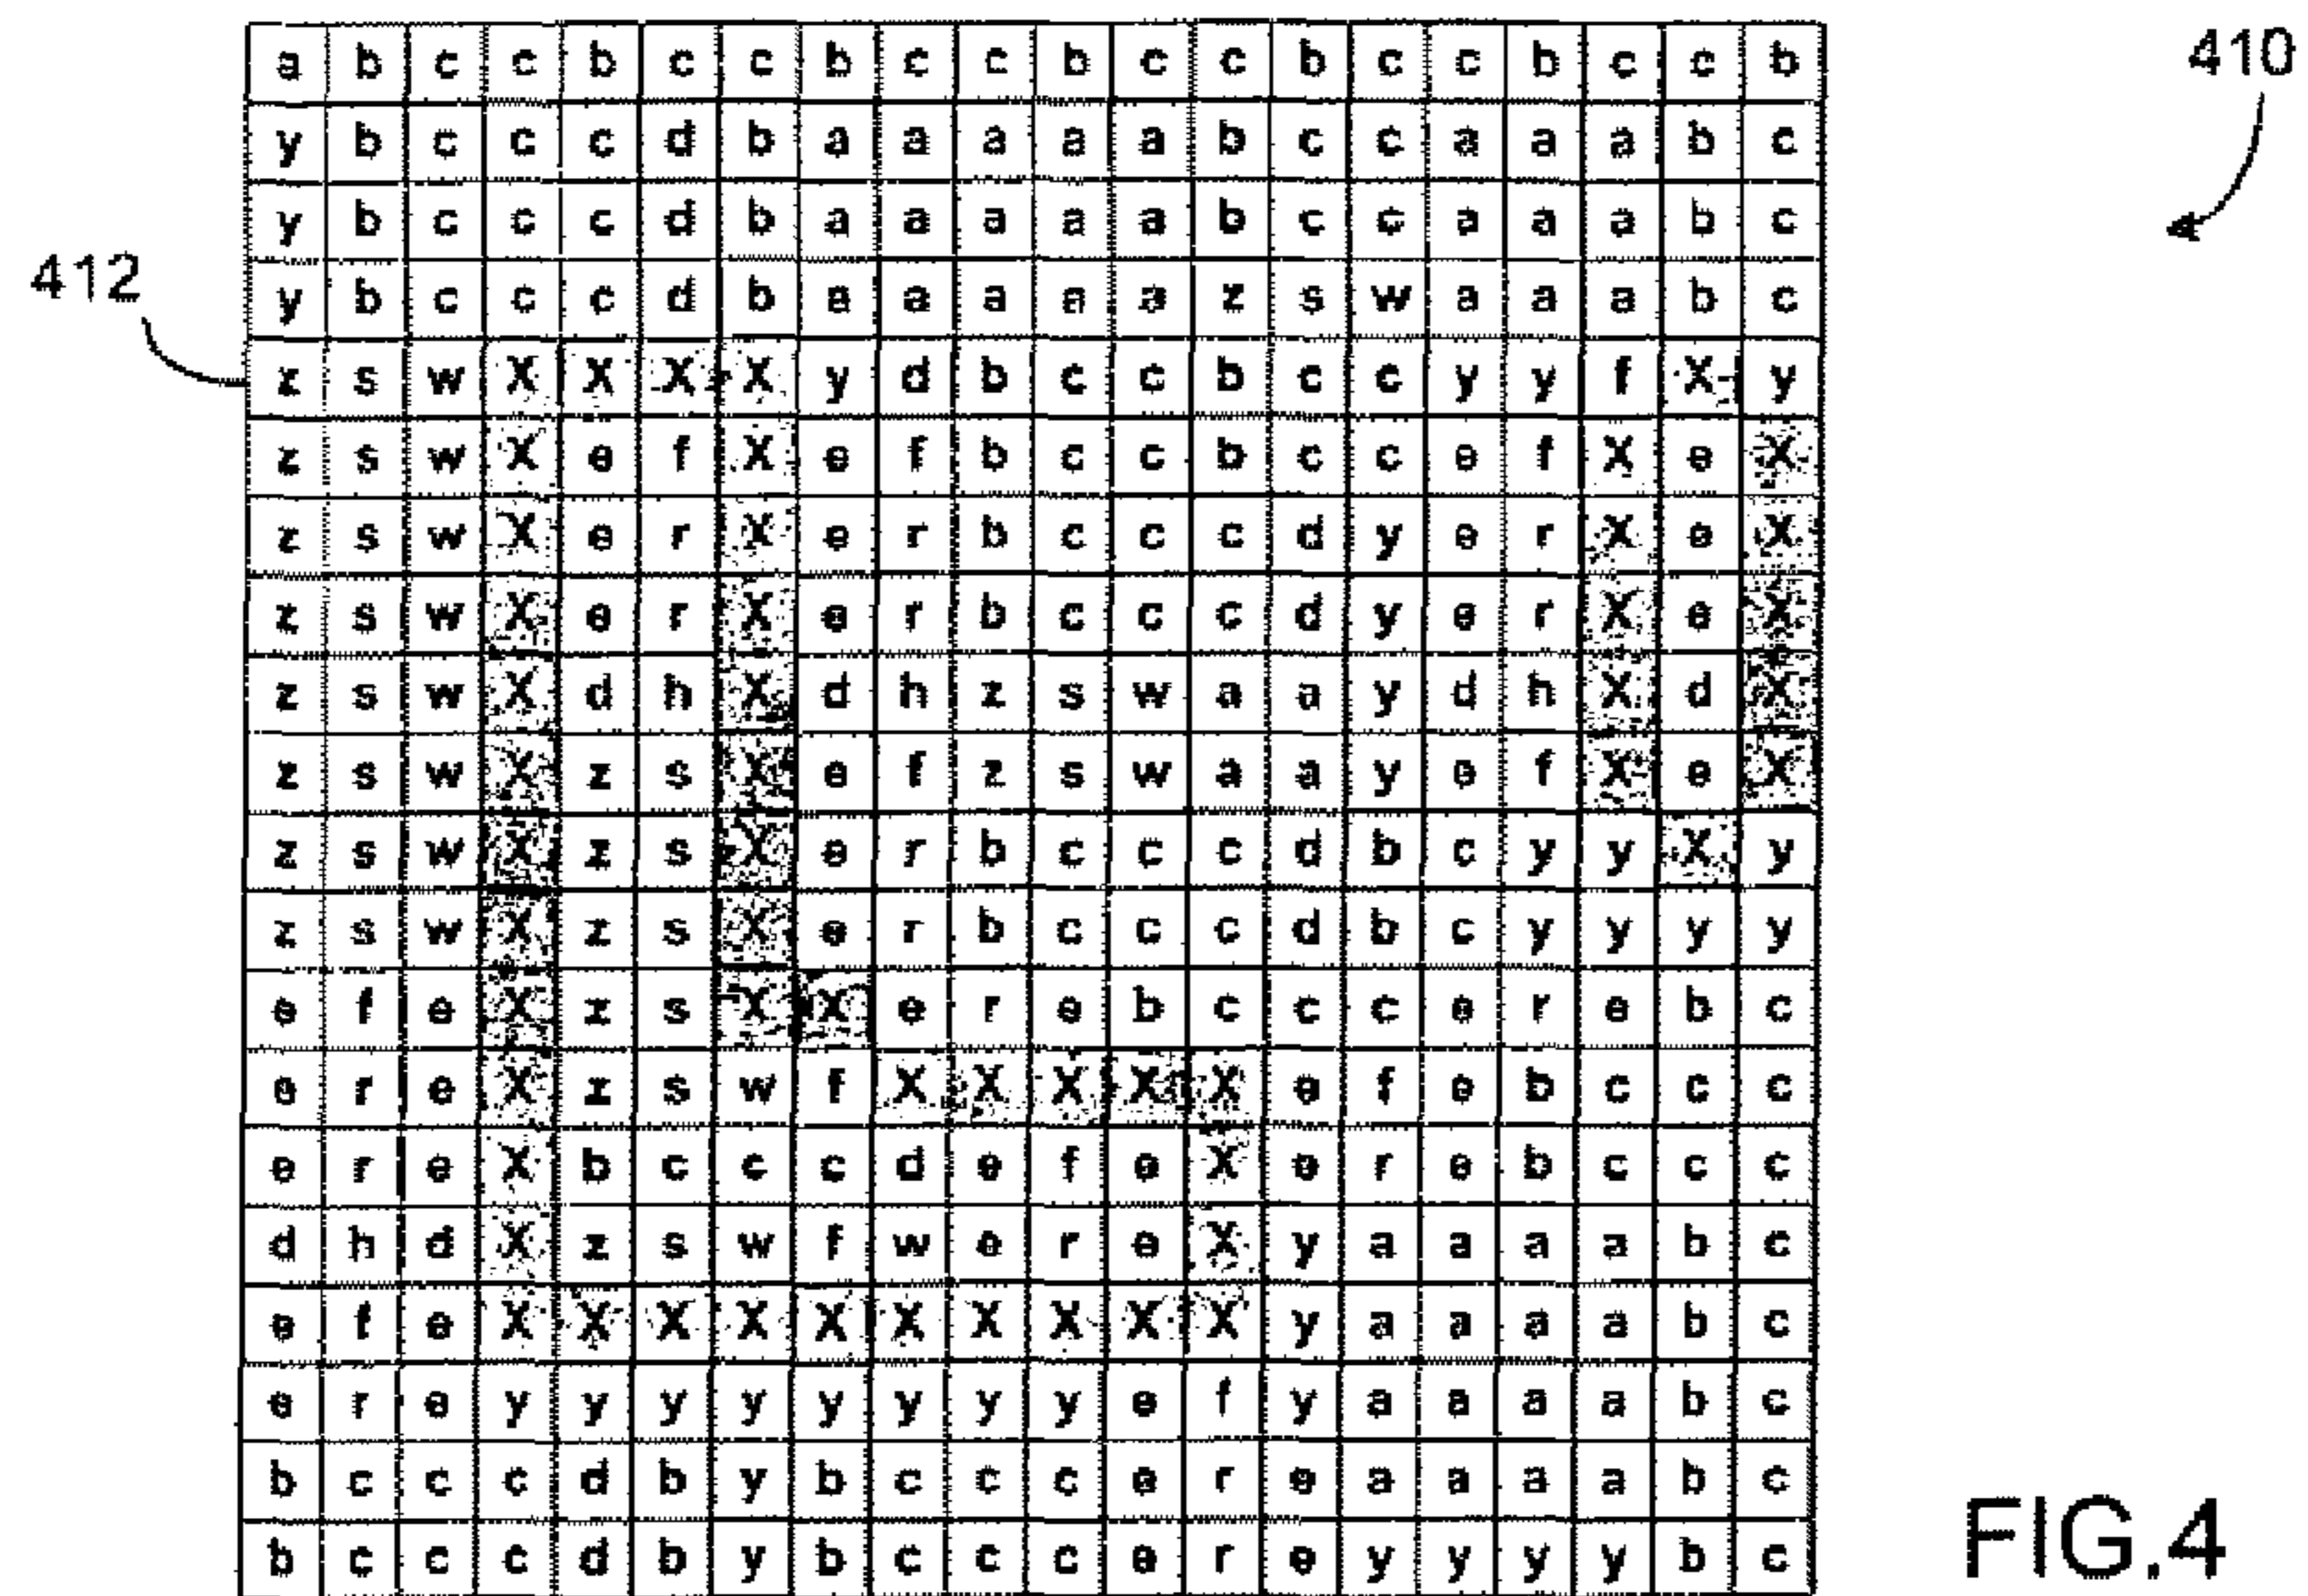 410
a b c c b c c b c c b c c b c c b c c b
y b c c c d b a a a a a b c c a a a b c
y b c c c d b a a a a a b c c a a a b c
412
y b c c c d b a a a a a z s w a a a b c
z s w X X X X y d b c c b c c y y f X y
z s w X e f X e f b c c b c c e f X e X
z s w X e r X e r b c c c d y e r X e X
z s w X e r X e r b c c c d y e r X e X
z s w X d h X d h z s w a a y d h X d X
z s w X z s X e f z s w a a y e f X e X
z s w X z s X e r b c c c d b c y y X y
z s w X z s X e r b c c c d b c y y y y
e f e X z s X X e r e b c c c e r e b c
e r e X z s w f X X X X X e f e b c c c
e r e X b c c c d e f e X e r e b c c c
d h d X z s w f w e r e X y a a a a b c
e f e X X X X X X X X X X y a a a a b c
e r e y y y y y y y y e f y a a a a b c
b c c c d b y b c c c e r e a a a a b c
b c c c d b y b c c c e r e y y y y b c
FIG.4